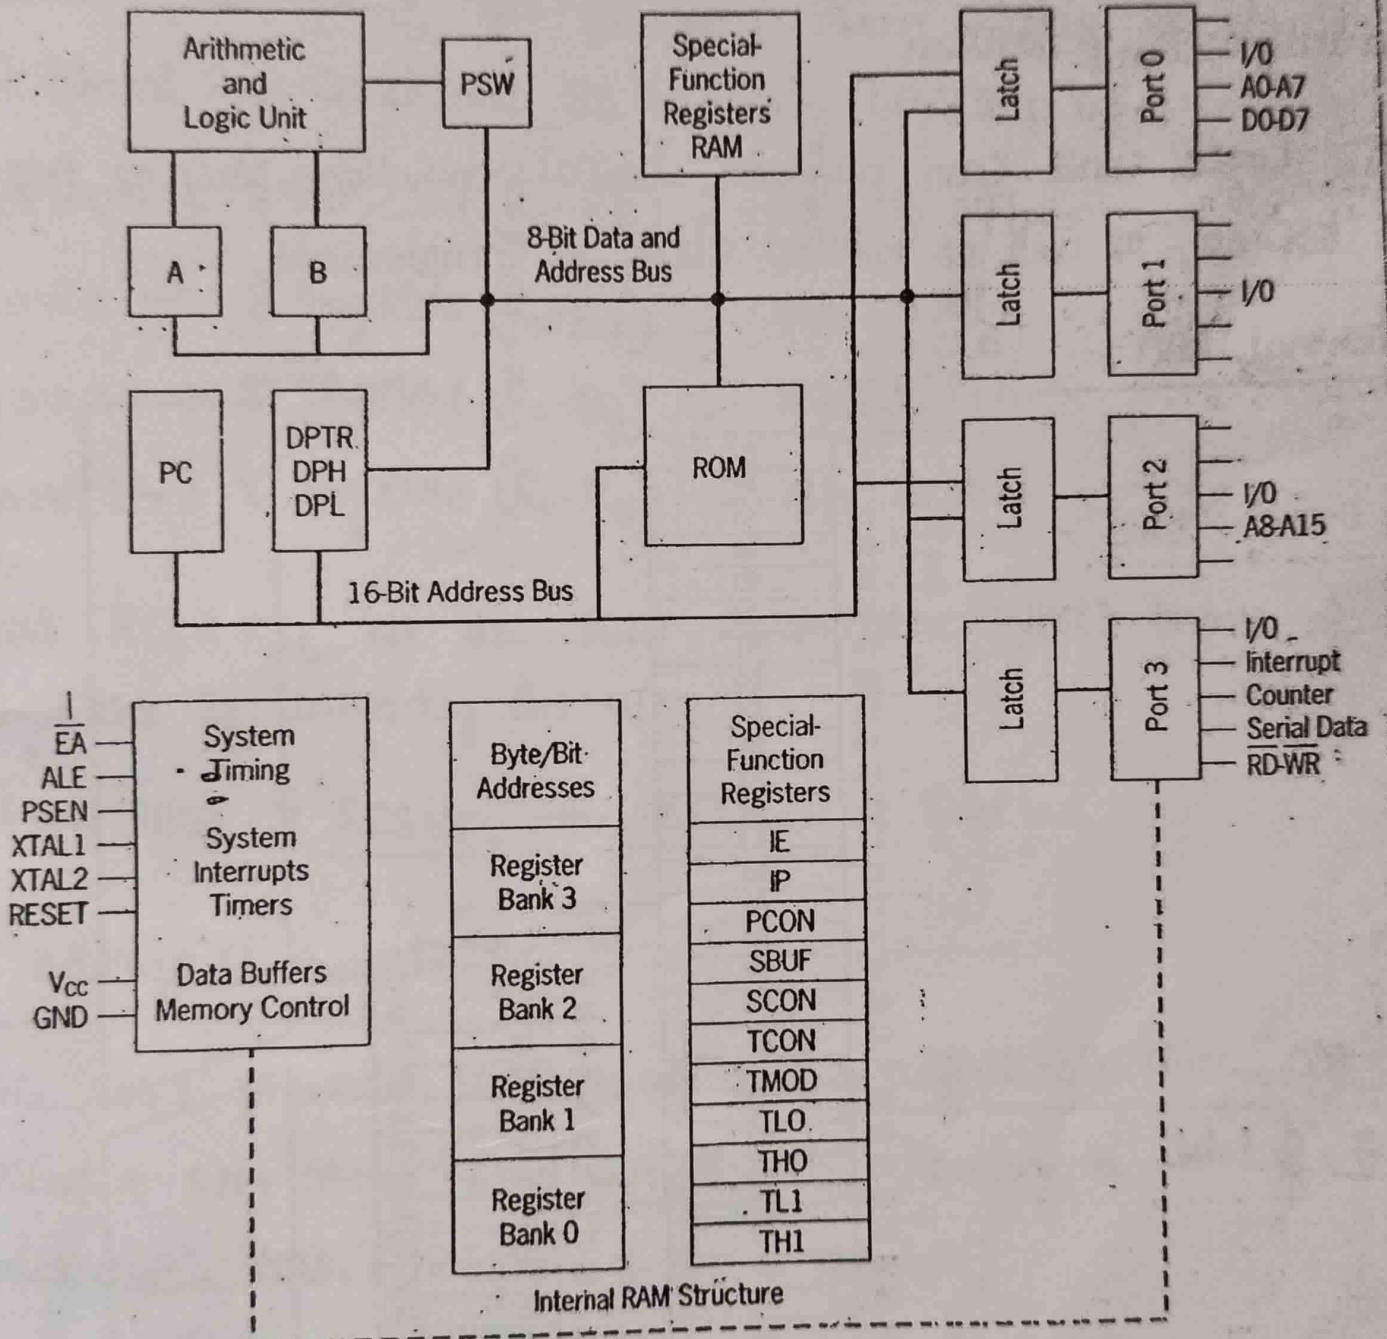 Arithmetic
and
Logic Unit
PSW
Special-
Function
Registers
RAM
Latch
Port 0
I/O
A0-A7
D0-D7
A
B
8-Bit Data and
Address Bus
Latch
Port 1
I/O
PC
DPTR
DPH
DPL
ROM
Latch
Port 2
I/O
A8-A15
16-Bit Address Bus
Latch
Port 3
I/O
Interrupt
Counter
Serial Data
RD-WR
EA
ALE
PSEN
XTAL1
XTAL2
RESET
VCC
GND
System
Timing
System
Interrupts
Timers
Data Buffers
Memory Control
Byte/Bit
Addresses
Register
Bank 3
Register
Bank 2
Register
Bank 1
Register
Bank 0
Special-
Function
Registers
IE
IP
PCON
SBUF
SCON
TCON
TMOD
TL0
TH0
TL1
TH1
Internal RAM Structure